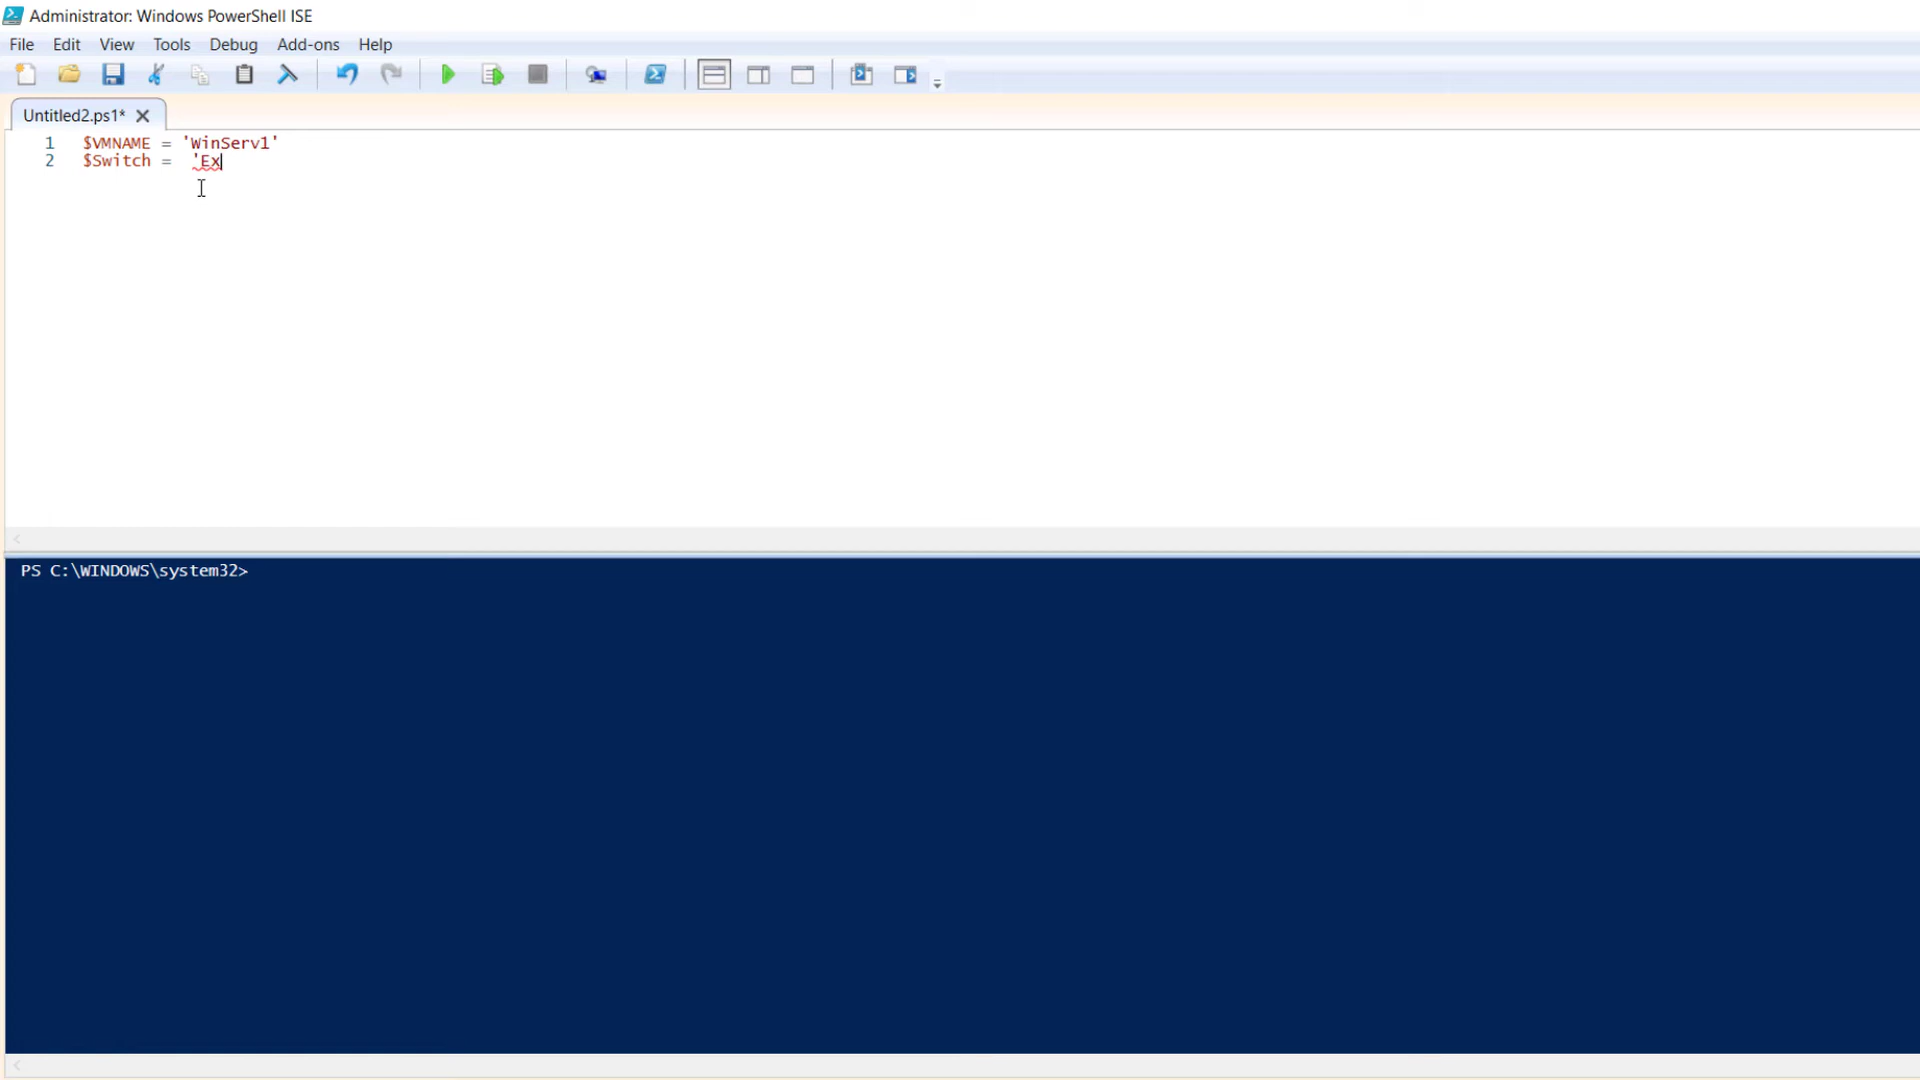 Administrator: Windows PowerShell ISE
File Edit View Tools Debug Add-ons Help
Untitled2.ps1*
1 $VMNAME = 'WinServ1'
2 $Switch =  'Ex
PS C:\WINDOWS\system32>